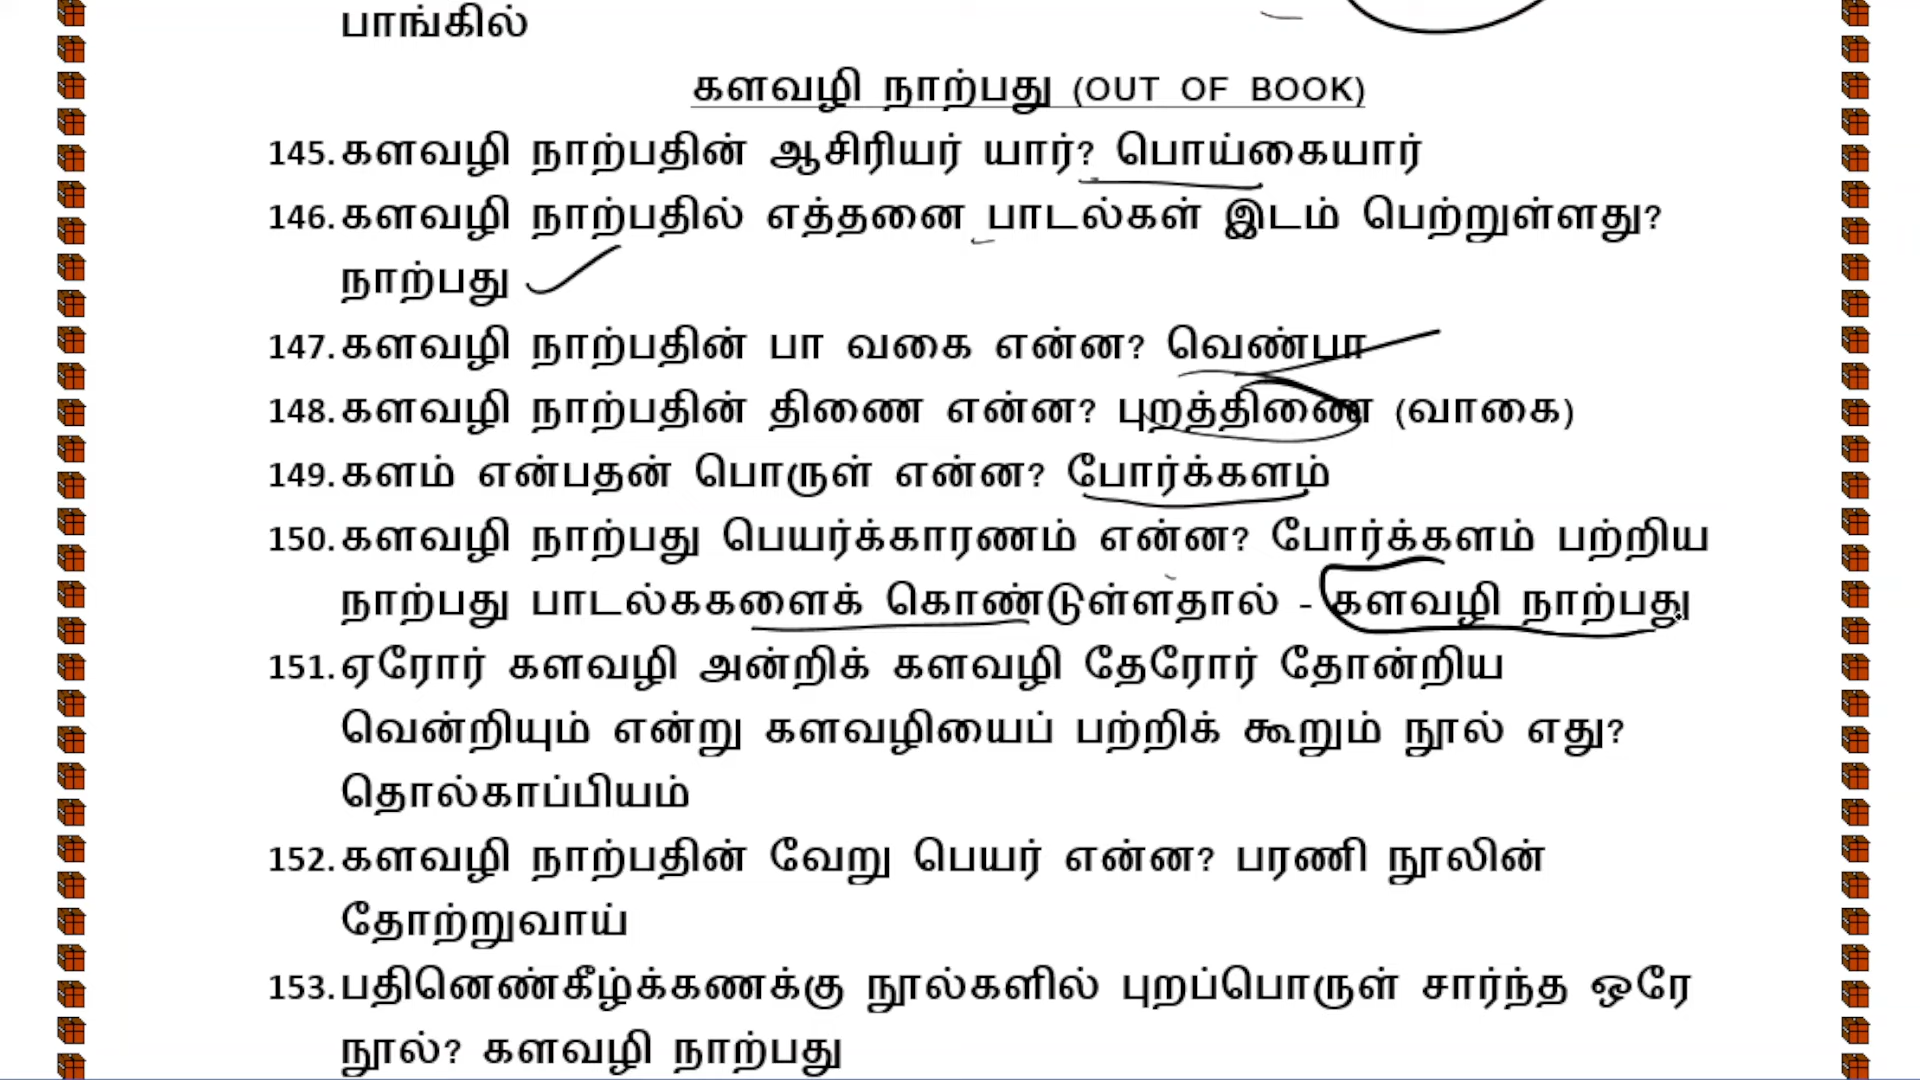 பாங்கில்
களவழி நாற்பது (OUT OF BOOK)
145.களவழி நாற்பதின் ஆசிரியர் யார்? பொய்கையார்
146.களவழி நாற்பதில் எத்தனை பாடல்கள் இடம் பெற்றுள்ளது?
நாற்பது
147.களவழி நாற்பதின் பா வகை என்ன? வெண்பா
148.களவழி நாற்பதின் திணை என்ன? புறத்திணை (வாகை)
149.களம் என்பதன் பொருள் என்ன? போர்க்களம்
150.களவழி நாற்பது பெயர்க்காரணம் என்ன? போர்க்களம் பற்றிய
நாற்பது பாடல்ககளைக் கொண்டுள்ளதால் - களவழி நாற்பது
151.ஏரோர் களவழி அன்றிக் களவழி தேரோர் தோன்றிய
வென்றியும் என்று களவழியைப் பற்றிக் கூறும் நூல் எது?
தொல்காப்பியம்
152.களவழி நாற்பதின் வேறு பெயர் என்ன? பரணி நூலின்
தோற்றுவாய்
153.பதினெண்கீழ்க்கணக்கு நூல்களில் புறப்பொருள் சார்ந்த ஒரே
நூல்? களவழி நாற்பது